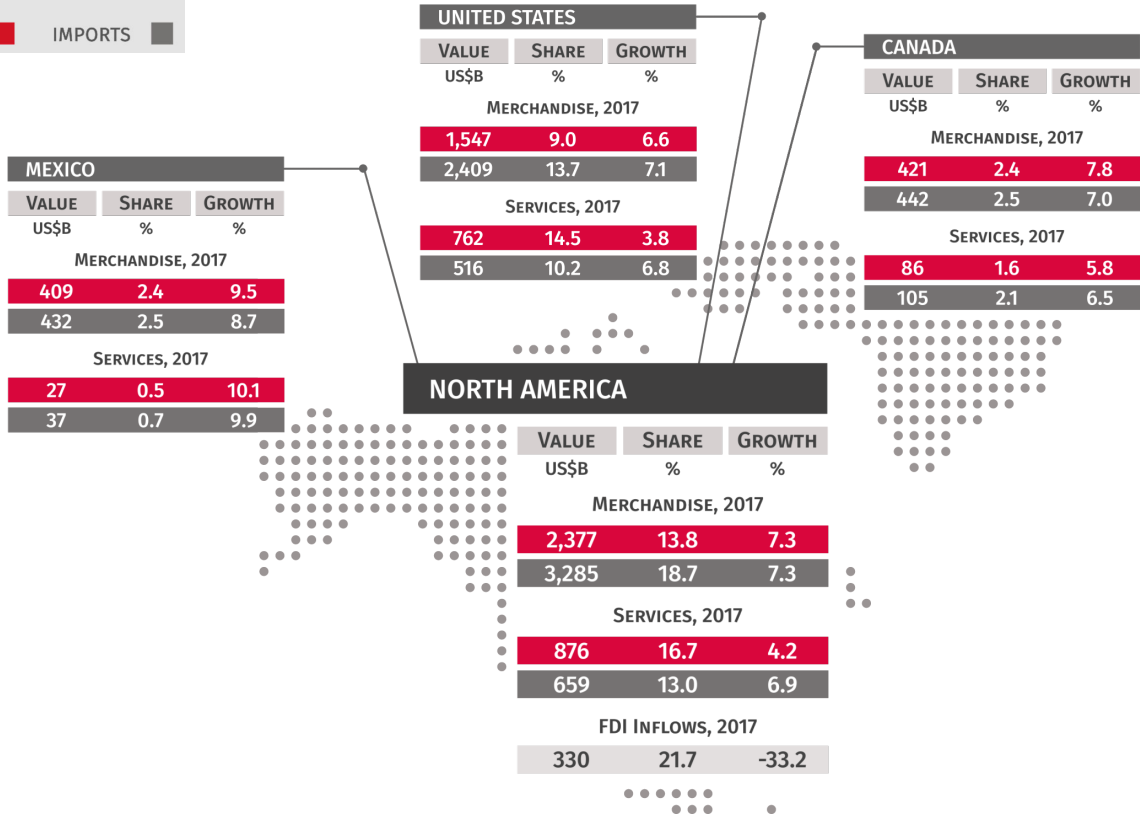 IMPORTS
UNITED STATES
VALUE SHARE GROWTH
US$B % %
MERCHANDISE, 2017
1,547 9.0 6.6
2,409 13.7 7.1
SERVICES, 2017
762 14.5 3.8
516 10.2 6.8
CANADA
VALUE SHARE GROWTH
US$B % %
MERCHANDISE, 2017
421 2.4 7.8
442 2.5 7.0
SERVICES, 2017
86 1.6 5.8
105 2.1 6.5
MEXICO
VALUE SHARE GROWTH
US$B % %
MERCHANDISE, 2017
409 2.4 9.5
432 2.5 8.7
SERVICES, 2017
27 0.5 10.1
37 0.7 9.9
NORTH AMERICA
VALUE SHARE GROWTH
US$B % %
MERCHANDISE, 2017
2,377 13.8 7.3
3,285 18.7 7.3
SERVICES, 2017
876 16.7 4.2
659 13.0 6.9
FDI INFLOWS, 2017
330 21.7 -33.2